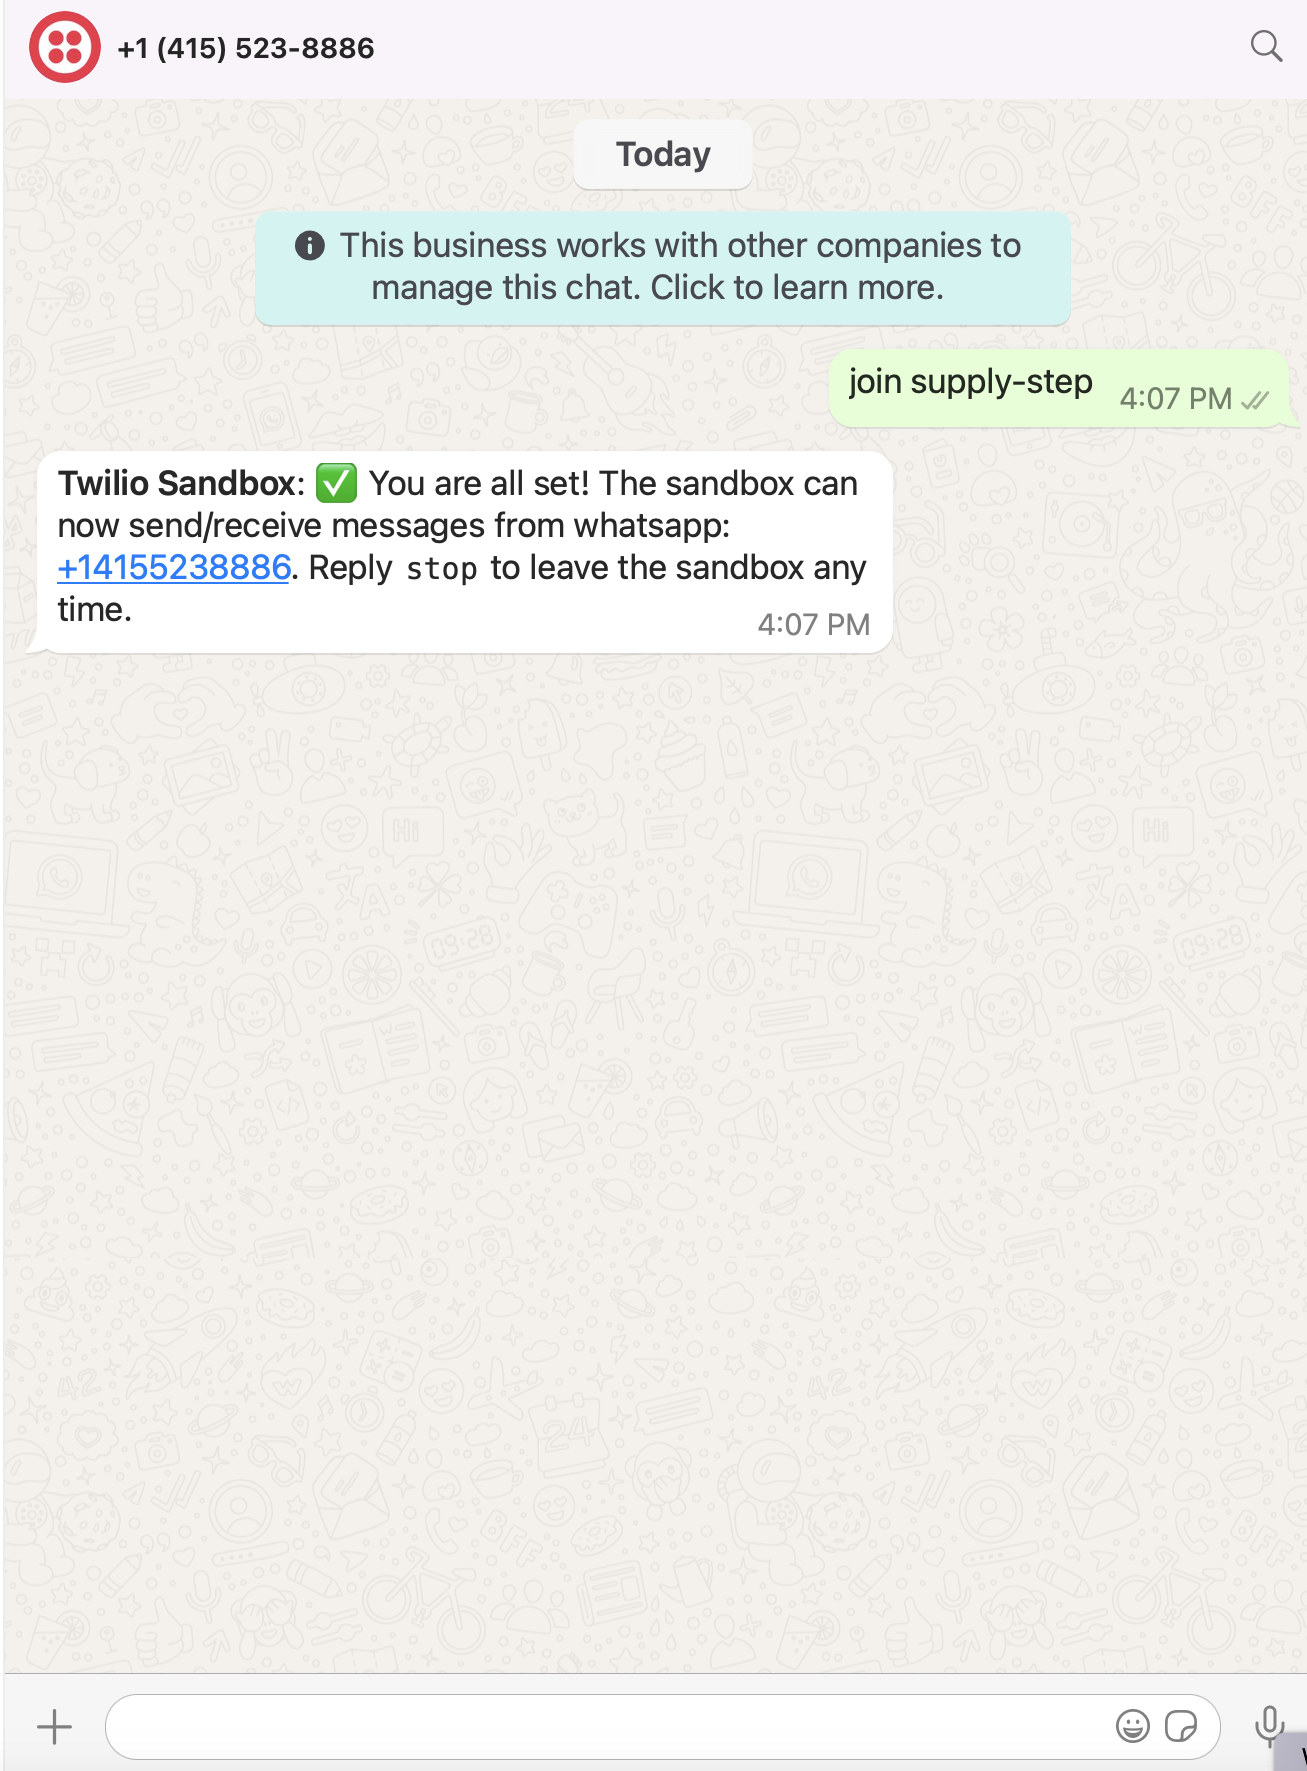 +1 (415) 523-8886
Today
This business works with other companies to
manage this chat. Click to learn more.
join supply-step 4:07 PM
Twilio Sandbox: ✅ You are all set! The sandbox can
now send/receive messages from whatsapp:
+14155238886. Reply stop to leave the sandbox any
time.
4:07 PM